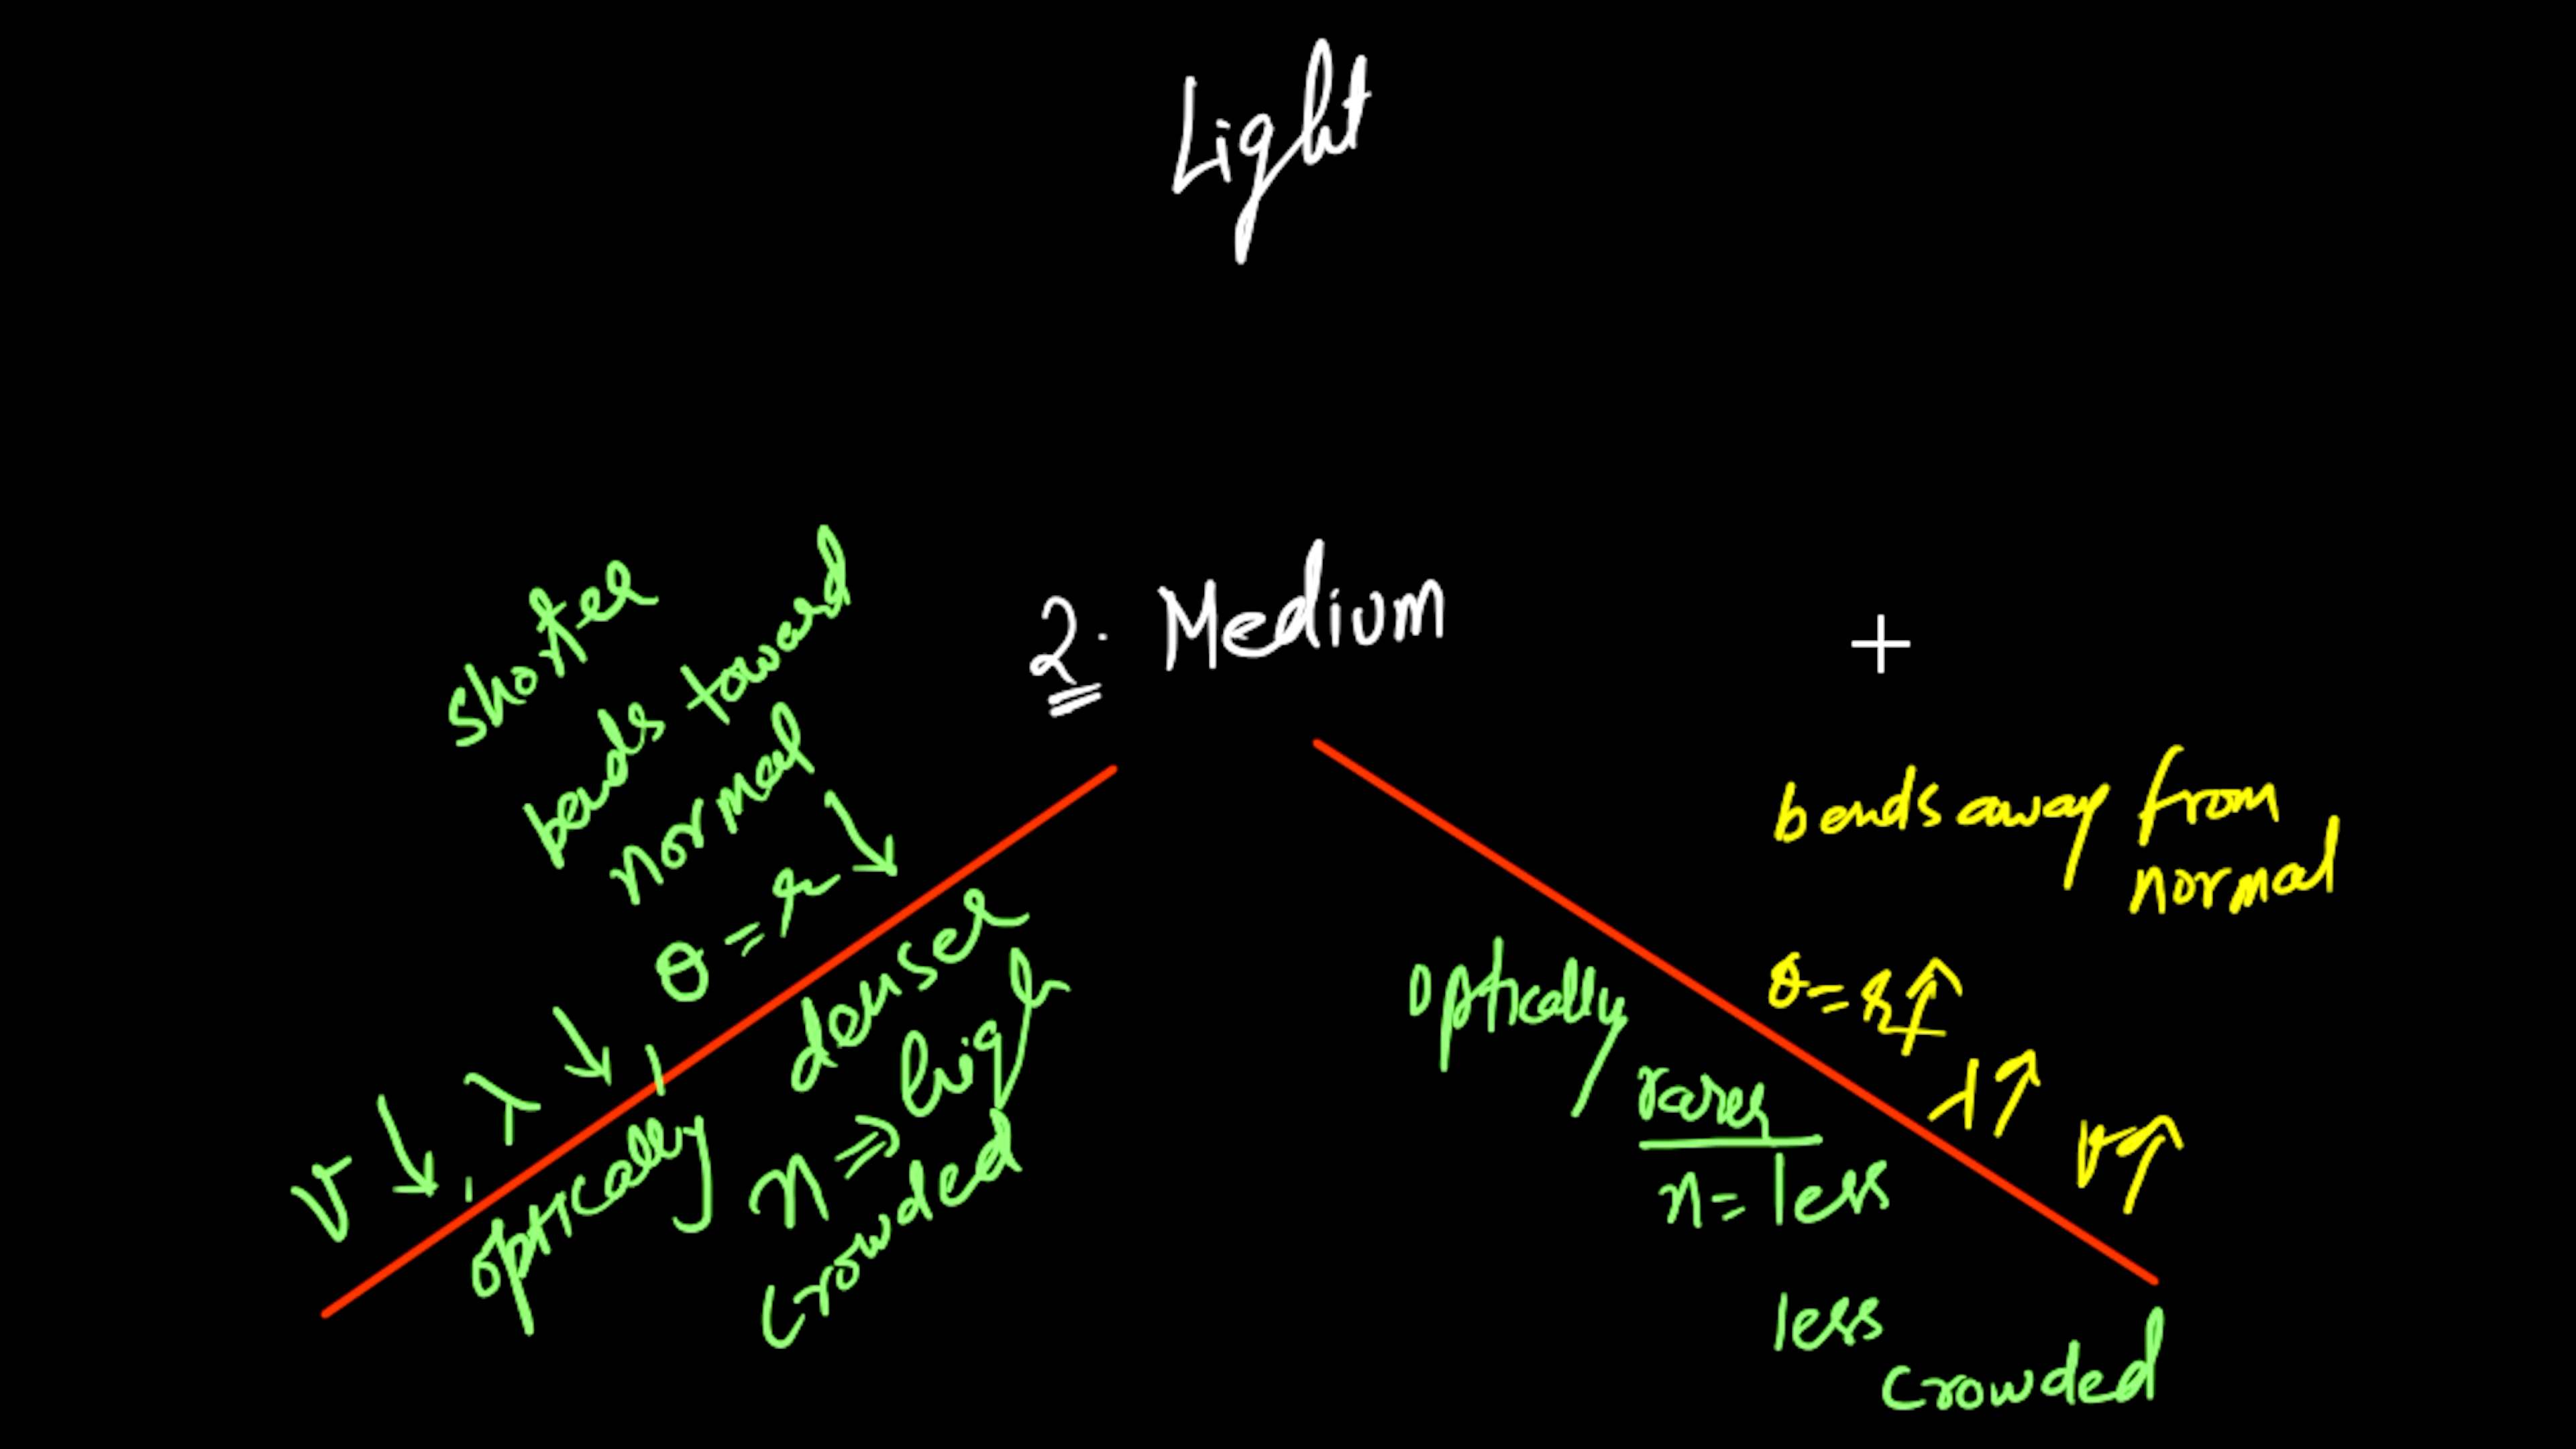 Light
2. Medium
shorter
bends toward
normal
θ = r ↓
v ↓, λ ↓,
optically denser
n ⇒ high
crowded
bends away from
normal
θ = r ↑
λ ↑
v ↑
optically
rarer
n = less
less
crowded